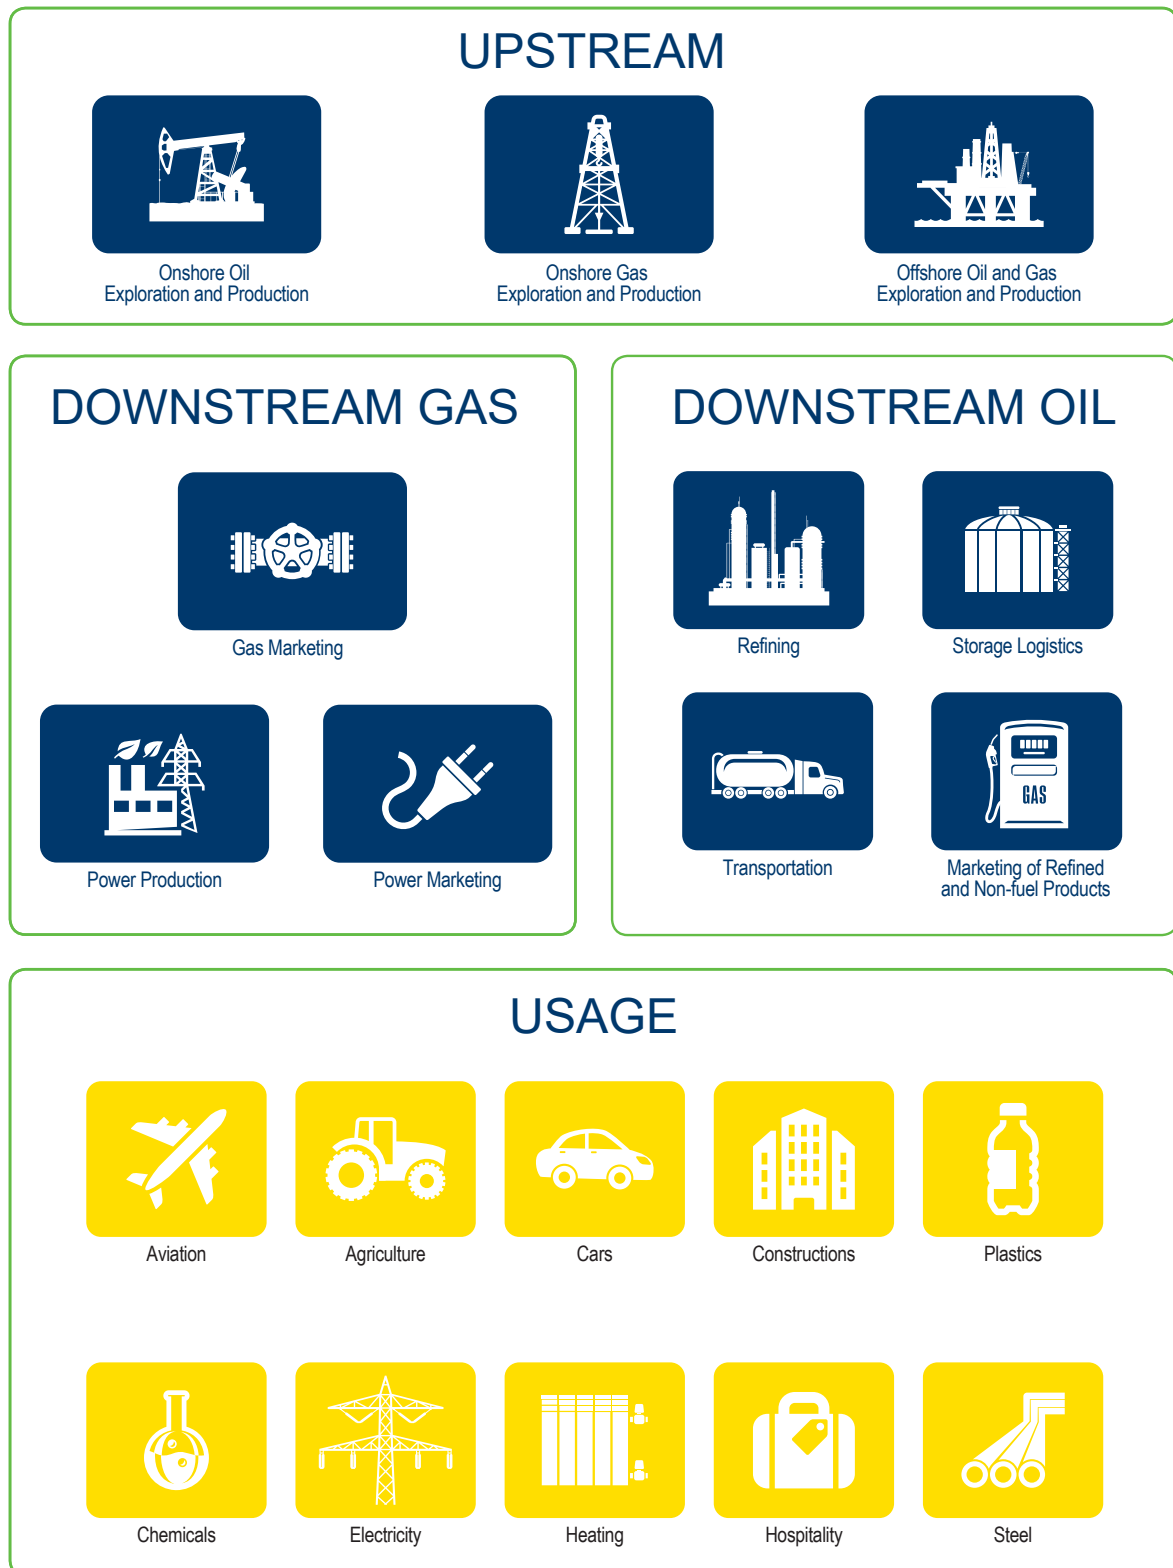 UPSTREAM
Onshore Oil
Exploration and Production
Onshore Gas
Exploration and Production
Offshore Oil and Gas
Exploration and Production
DOWNSTREAM GAS
Gas Marketing
Power Production
Power Marketing
DOWNSTREAM OIL
Refining
Storage Logistics
Transportation
GAS
Marketing of Refined
and Non-fuel Products
USAGE
Aviation
Agriculture
Cars
Constructions
Plastics
Chemicals
Electricity
Heating
Hospitality
Steel